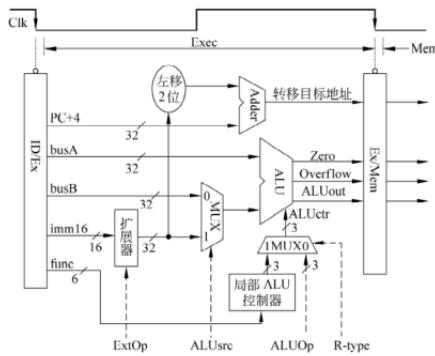 Clk
Exec
Mem
左移
2位
Adder
转移目标地址
ID/Ex
PC+4
32
busA
32
busB
32
imm16
16
扩展器
32
func
6
0
MUX
1
ALU
Zero
Overflow
ALUout
ALUctr
3
1MUX0
3
3
局部 ALU
控制器
Ex/Mem
ExtOp
ALUsrc
ALUOp
R-type